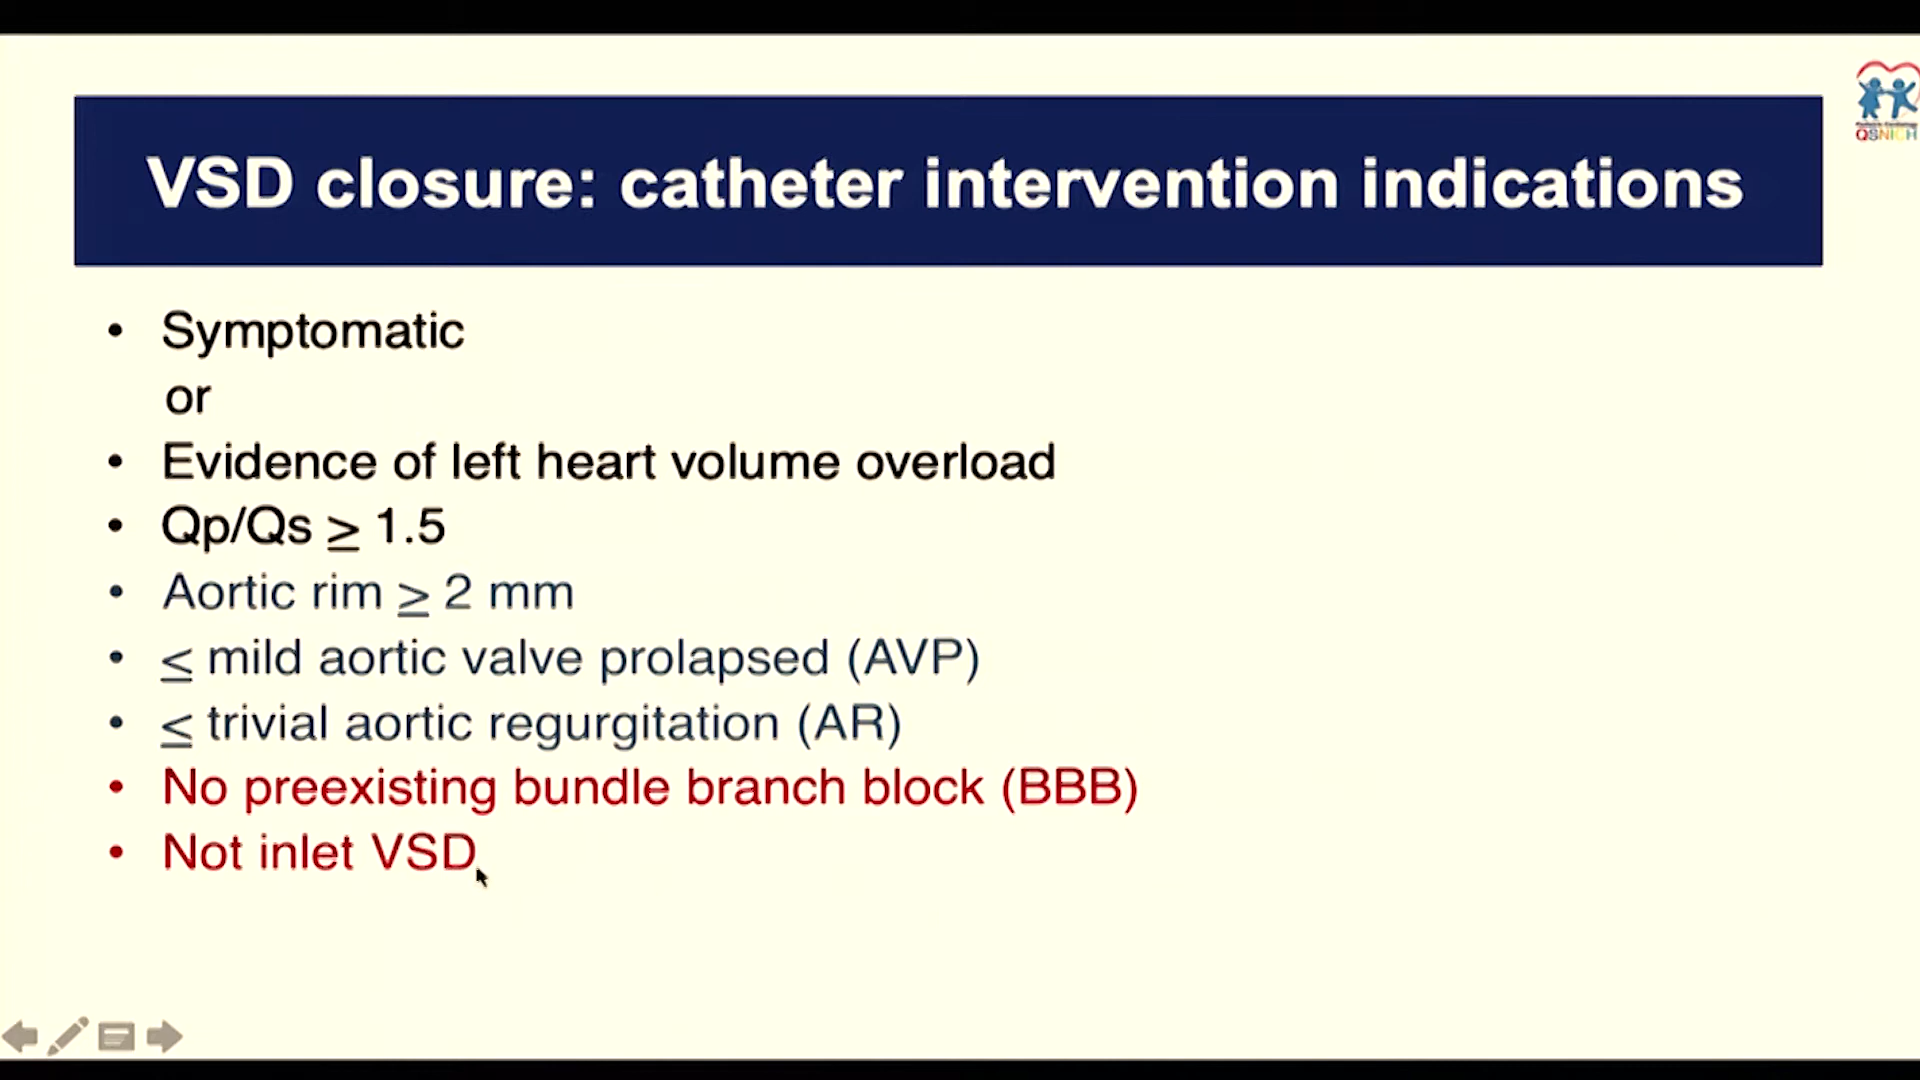 VSD closure: catheter intervention indications
QSNICH
• Symptomatic
or
• Evidence of left heart volume overload
• Qp/Qs ≥ 1.5
• Aortic rim ≥ 2 mm
• ≤ mild aortic valve prolapsed (AVP)
• ≤ trivial aortic regurgitation (AR)
• No preexisting bundle branch block (BBB)
• Not inlet VSD